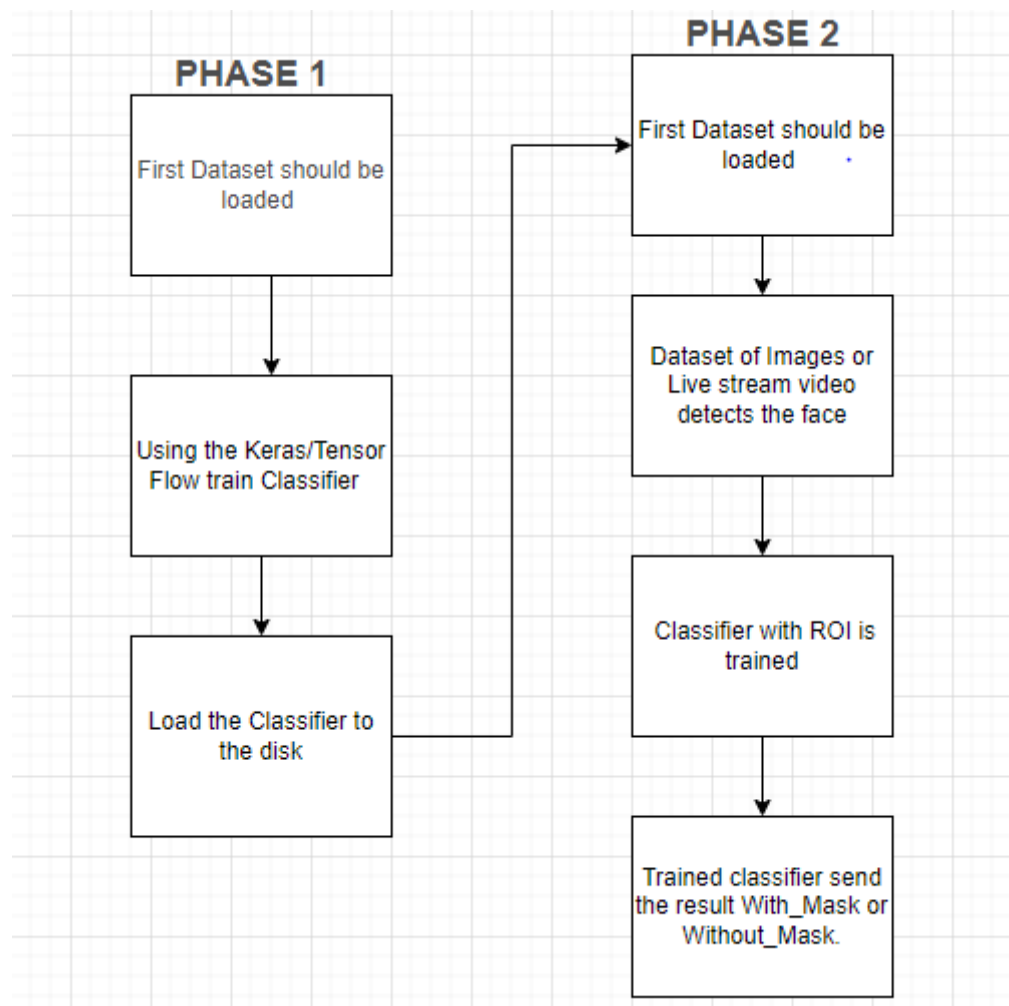 PHASE 1
First Dataset should be
loaded
Using the Keras/Tensor
Flow train Classifier
Load the Classifier to
the disk
PHASE 2
First Dataset should be
loaded
Dataset of Images or
Live stream video
detects the face
Classifier with ROI is
trained
Trained classifier send
the result With_Mask or
Without_Mask.